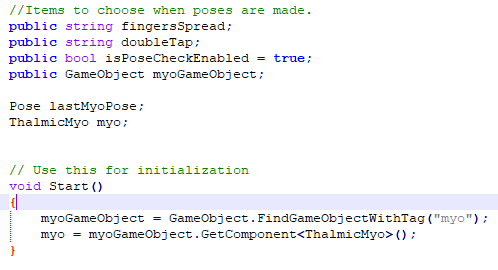 //Items to choose when poses are made.
public string fingersSpread;
public string doubleTap;
public bool isPoseCheckEnabled = true;
public GameObject myoGameObject;
Pose lastMyoPose;
ThalmicMyo myo;
// Use this for initialization
void Start()
{
myoGameObject = GameObject.FindGameObjectWithTag("myo");
myo = myoGameObject.GetComponent<ThalmicMyo>();
}